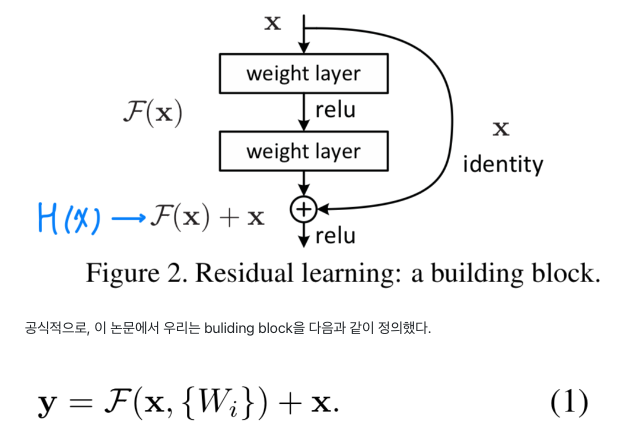 x
weight layer
F(x)
relu
x
weight layer
identity
H(x) → F(x) + x
relu
Figure 2. Residual learning: a building block.
공식적으로, 이 논문에서 우리는 buliding block을 다음과 같이 정의했다.
y = F(x, {W_i}) + x. (1)